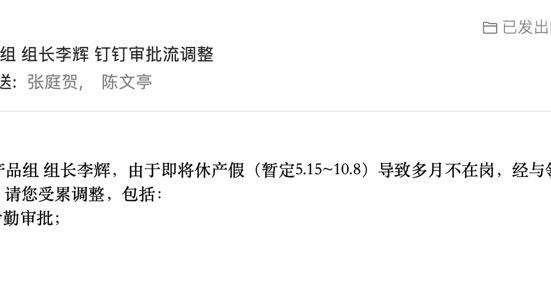 已发出
组 组长李辉 钉钉审批流调整
送： 张庭贺， 陈文亭
产品组 组长李辉，由于即将休产假（暂定5.15~10.8）导致多月不在岗，经与
请您受累调整，包括：
勤审批；